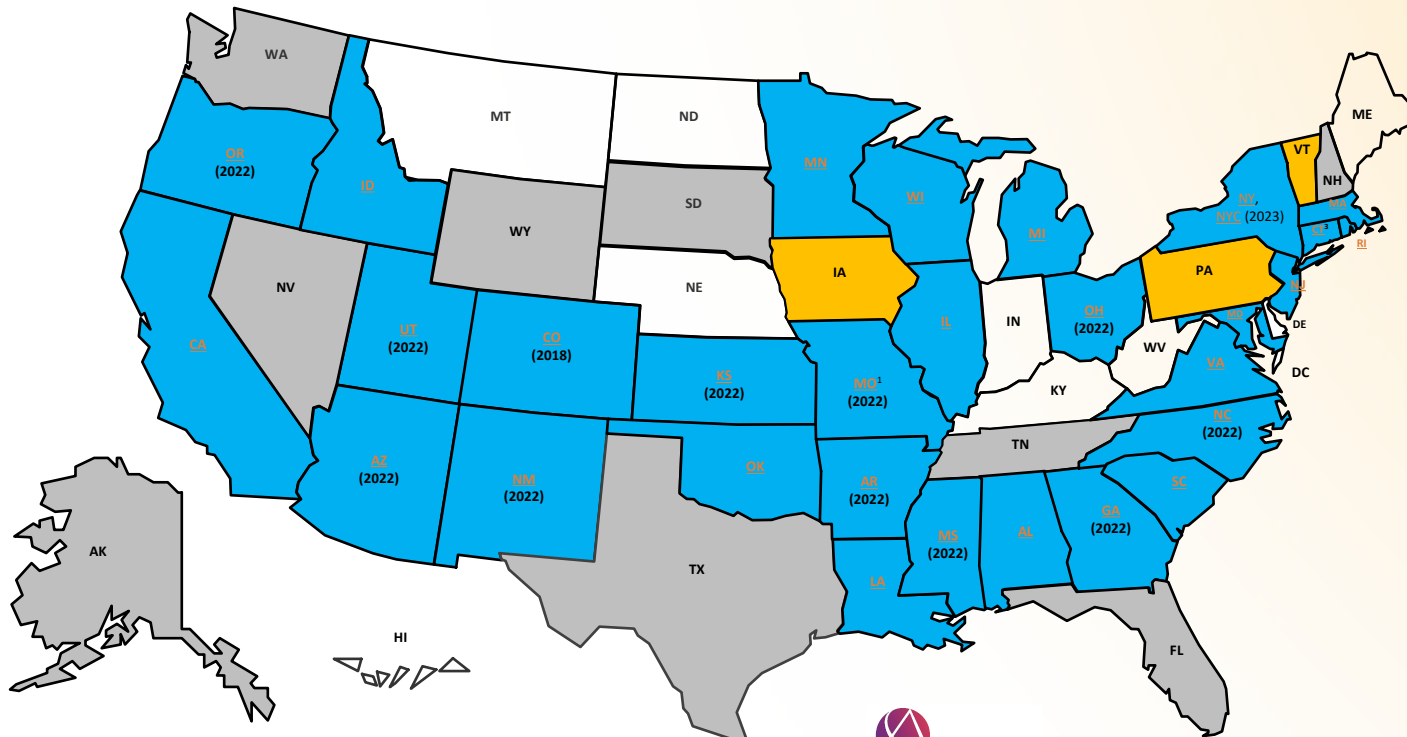 WA
MT
ND
ME
OR
(2022)
ID
MN
VT
NH
SD
WI
NY,
NYC (2023)
MA
WY
MI
CT³
RI
NV
NE
IA
PA
NJ
UT
(2022)
CO
(2018)
CA
IL
IN
OH
(2022)
MD
DE
WV
DC
KS
(2022)
MO¹
(2022)
KY
VA
NC
(2022)
TN
AZ
(2022)
NM
(2022)
OK
AR
(2022)
SC
MS
(2022)
AL
GA
(2022)
AK
TX
LA
HI
FL